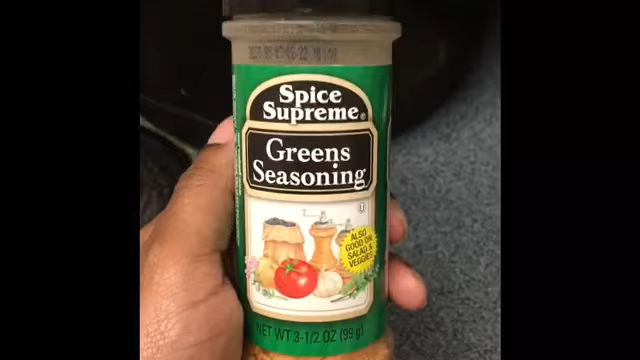 Spice
Supreme®
Greens
Seasoning
ALSO
GOOD ON
SALAD &
VEGGIES
NET WT 3-1/2 OZ (99 g)